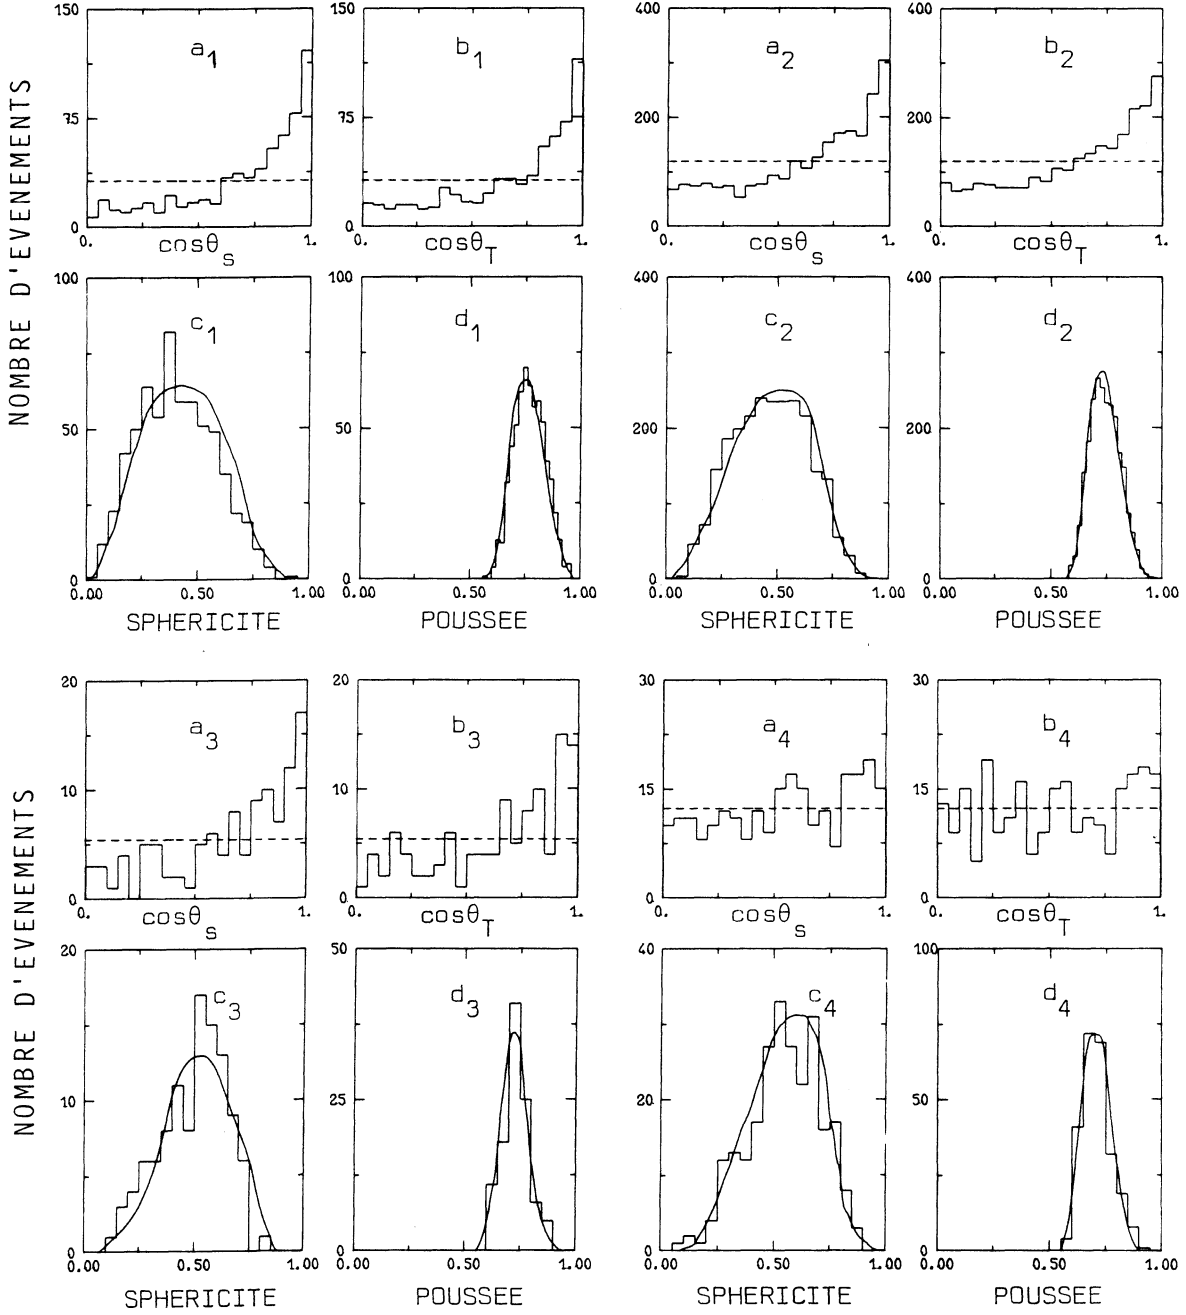 NOMBRE D'EVENEMENTS
150 150 400 400
a1 b1 a2 b2
75 75 200 200
0 0 0 0
0. 1. 0. 1. 0. 1. 0. 1.
cosθS cosθT cosθS cosθT
100 100 400 400
c1 d1 c2 d2
50 50 200 200
0 0 0 0
0.00 0.50 1.00 0.00 0.50 1.00 0.00 0.50 1.00 0.00 0.50 1.00
SPHERICITE POUSSEE SPHERICITE POUSSEE
NOMBRE D'EVENEMENTS
20 20 30 30
a3 b3 a4 b4
10 10 15 15
0 0 0 0
0. 1. 0. 1. 0. 1. 0. 1.
cosθS cosθT cosθS cosθT
20 50 40 100
c3 d3 c4 d4
10 25 20 50
0 0 0 0
0.00 0.50 1.00 0.00 0.50 1.00 0.00 0.50 1.00 0.00 0.50 1.00
SPHERICITE POUSSEE SPHERICITE POUSSEE